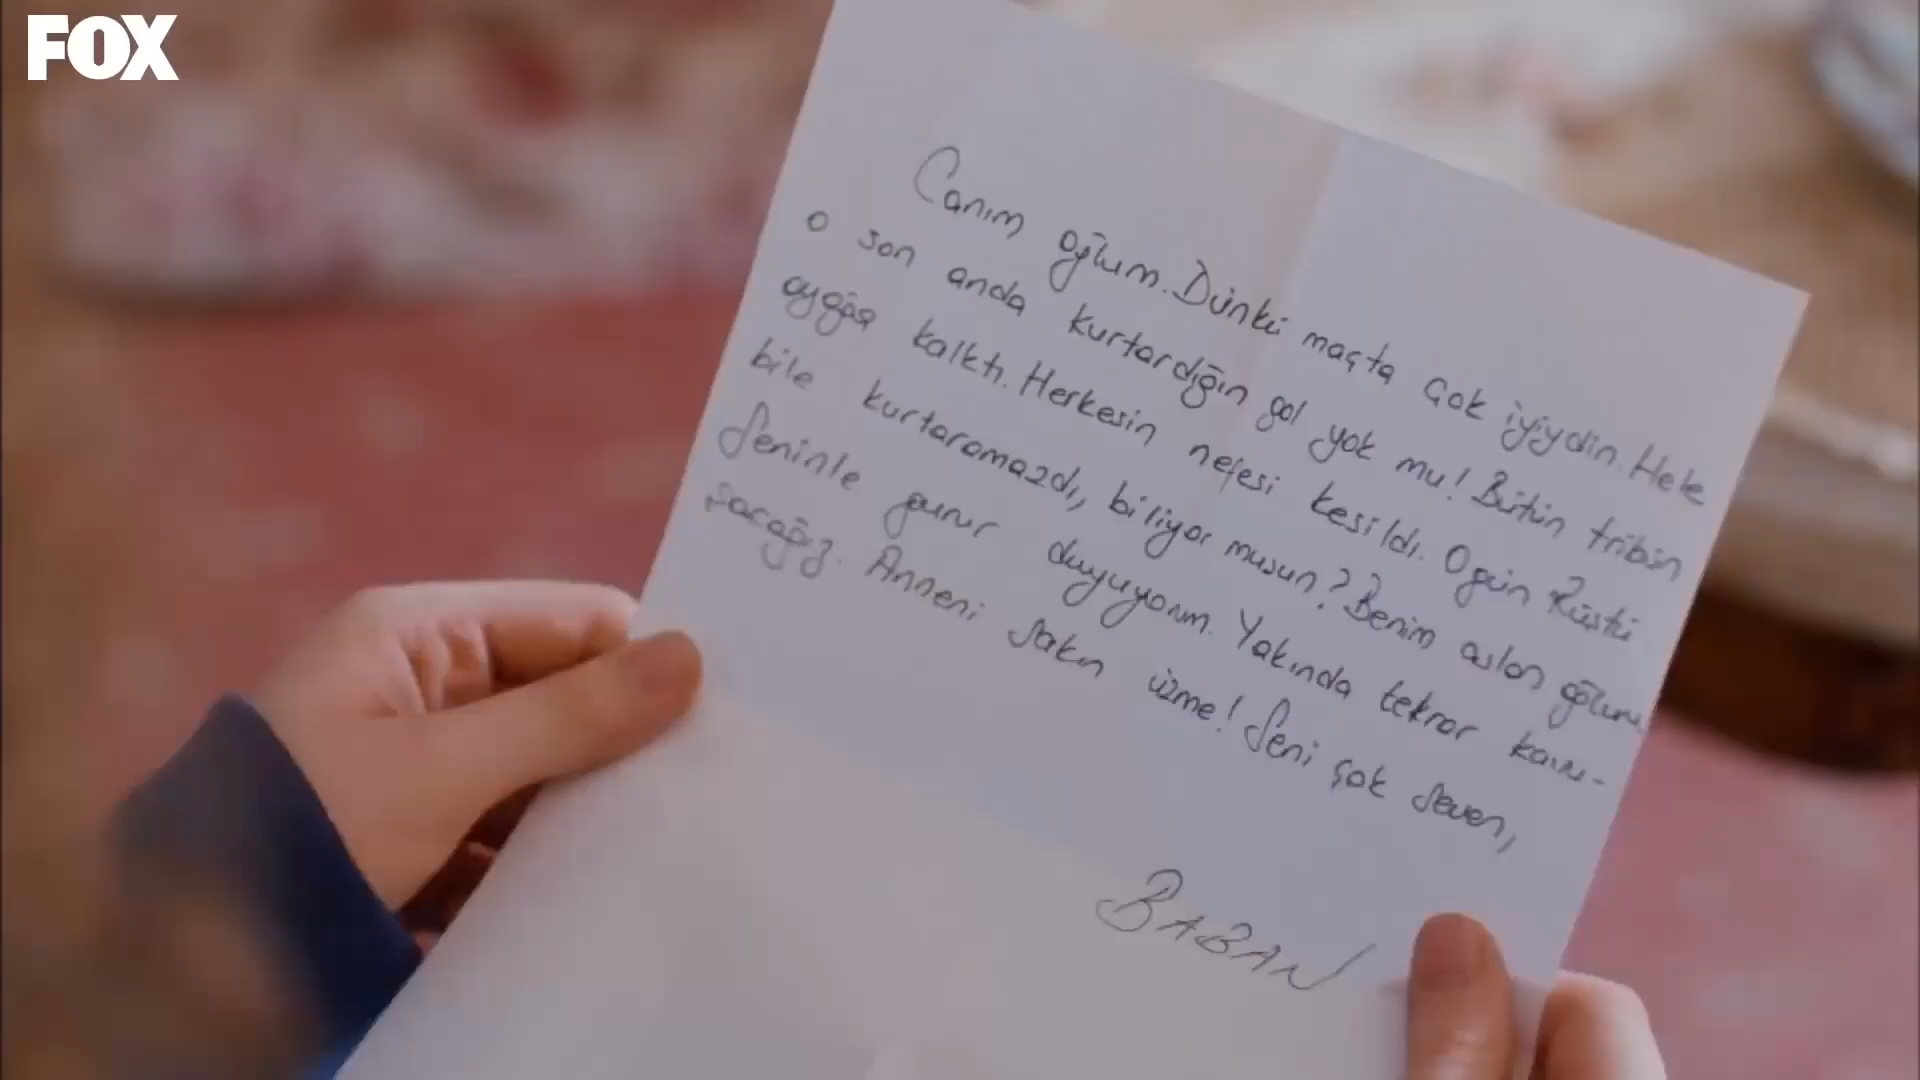 FOX
Canım oğlum. Dünkü maçta çok iyiydin. Hele
o son anda kurtardığın gol yok mu! Bütün tribün
ayağa kalktı. Herkesin nefesi kesildi. O gün Rüştü
bile kurtaramazdı, biliyor musun? Benim aslan oğlum,
Seninle gurur duyuyorum. Yakında tekrar kavu-
şacağız. Anneni sakın üzme! Seni çok seven,
BABAN